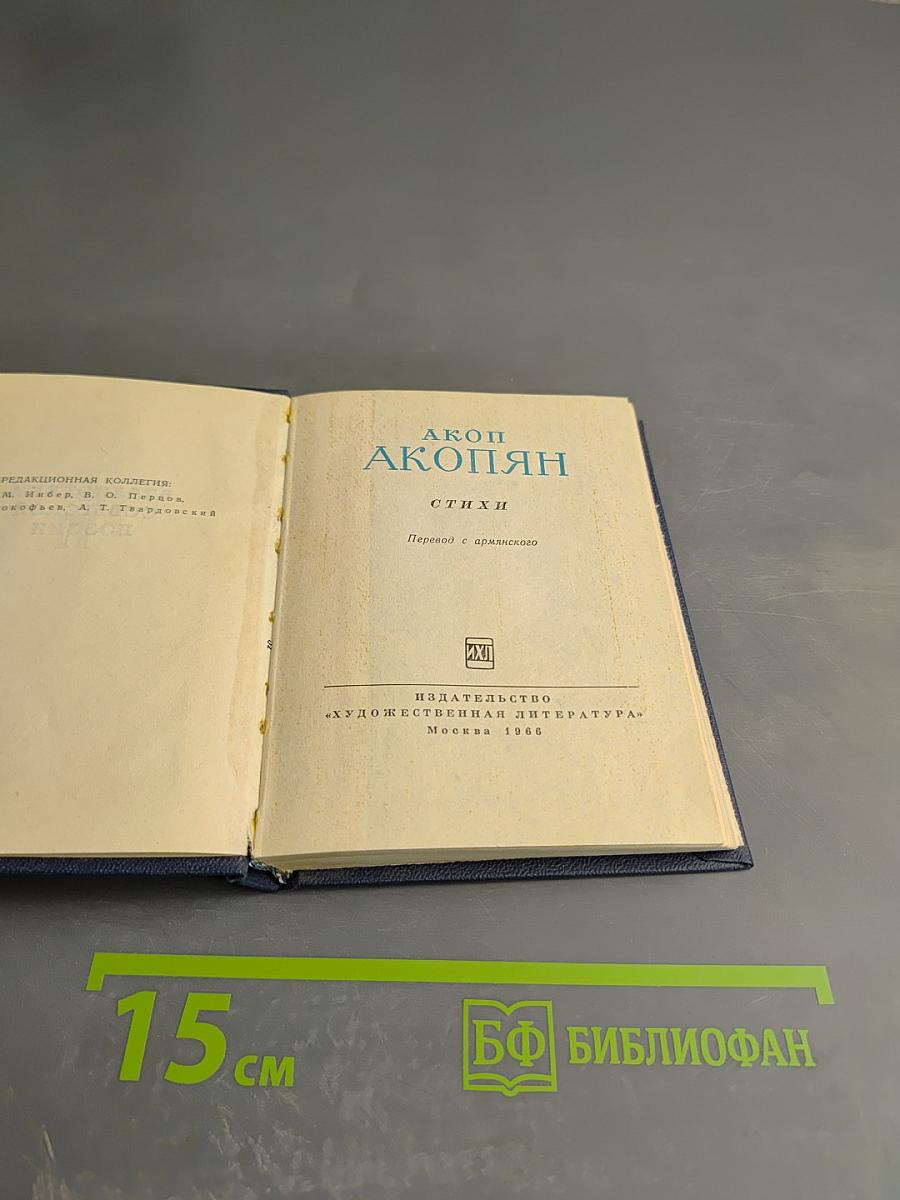 РЕДАКЦИОННАЯ КОЛЛЕГИЯ:
М. Инбер, В. О. Перцов,
окофьев, А. Т. Твардовский
АКОП
АКОПЯН
СТИХИ
Перевод с армянского
ИХЛ
ИЗДАТЕЛЬСТВО
«ХУДОЖЕСТВЕННАЯ ЛИТЕРАТУРА»
Москва 1966
15 см
БФ БИБЛИОФАН